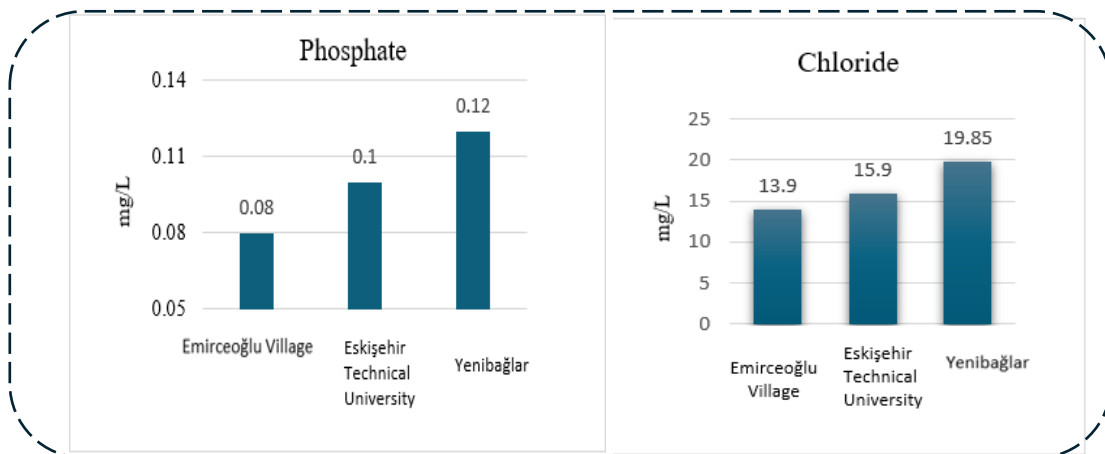 Phosphate
0.14
0.12
0.11
0.1
mg/L
0.08
0.08
0.05
Emirceoğlu Village
Eskişehir
Technical
University
Yenibağlar
Chloride
25
19.85
20
15.9
13.9
15
mg/L
10
5
0
Emirceoğlu
Village
Eskişehir
Technical
University
Yenibağlar